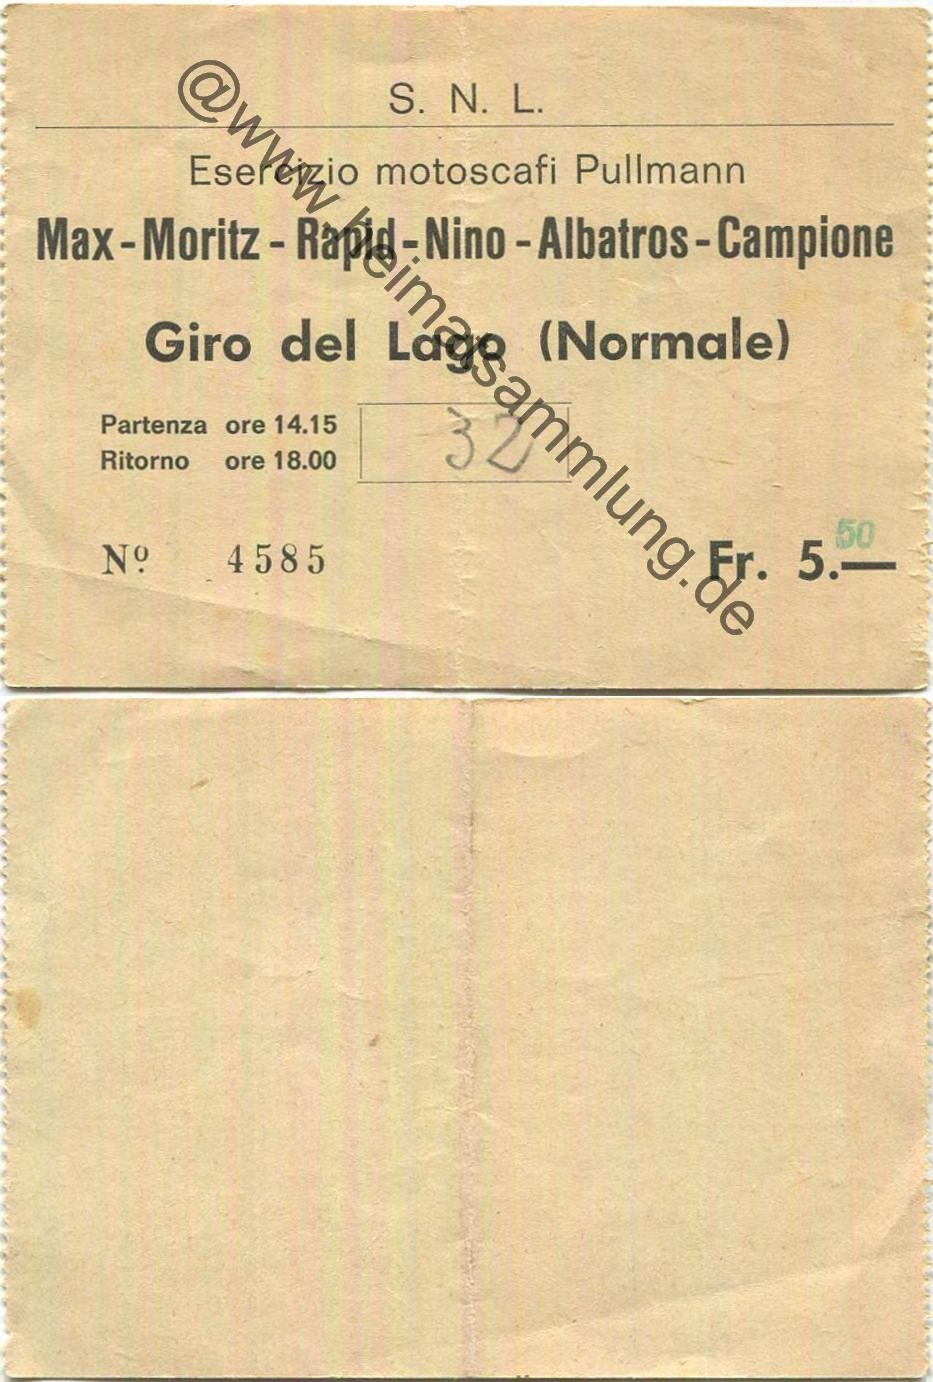 S. N. L.
Esercizio motoscafi Pullmann
Max - Moritz - Rapid - Nino - Albatros - Campione
Giro del Lago (Normale)
Partenza ore 14.15
Ritorno ore 18.00
32
Nº 4585
Fr. 5.50—
@www.heimatsammlung.de